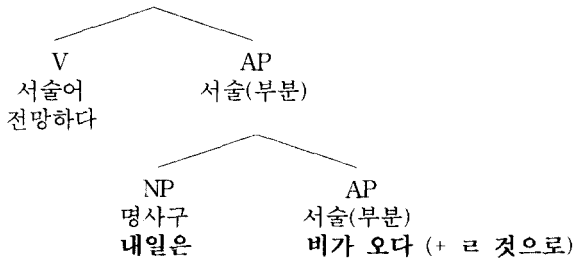 V AP
서술어 서술(부분)
전망하다
NP AP
명사구 서술(부분)
내일은 비가 오다 (+ ㄹ 것으로)